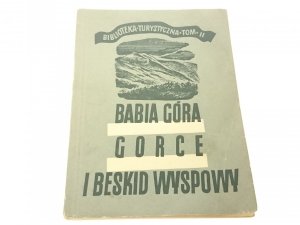 BIBLIOTEKA·TURYSTYCZNA·TOM·II
BABIA GÓRA
GORCE
I BESKID WYSPOWY